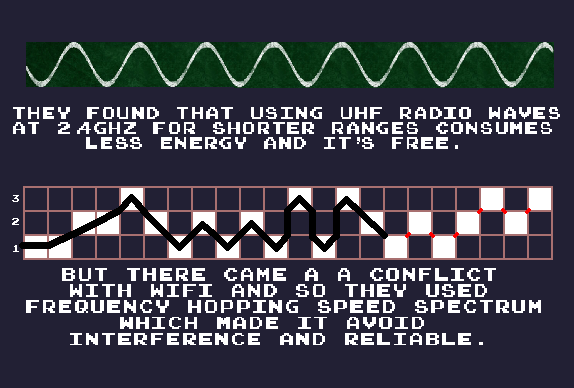 THEY FOUND THAT USING UHF RADIO WAVES
AT 2.4GHZ FOR SHORTER RANGES CONSUMES
LESS ENERGY AND IT'S FREE.
3
2
1
BUT THERE CAME A A CONFLICT
WITH WIFI AND SO THEY USED
FREQUENCY HOPPING SPEED SPECTRUM
WHICH MADE IT AVOID
INTERFERENCE AND RELIABLE.